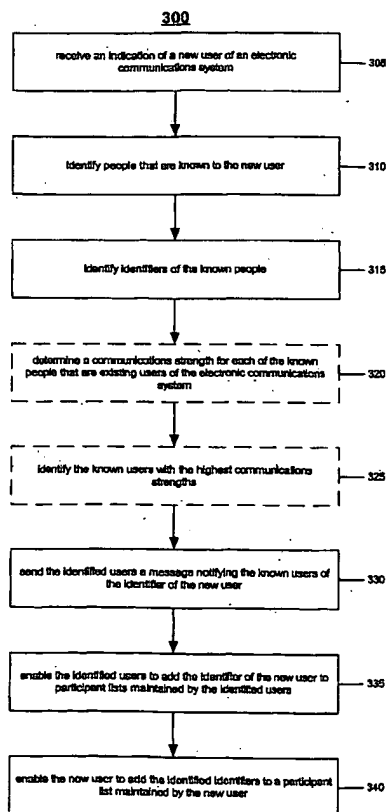 300
receive an indication of a new user of an electronic
communications system
305
identify people that are known to the new user
310
identify identifiers of the known people
315
determine a communications strength for each of the known
people that are existing users of the electronic communications
system
320
identify the known users with the highest communications
strengths
325
send the identified users a message notifying the known users of
the identifier of the new user
330
enable the identified users to add the identifier of the new user to
participant lists maintained by the identified users
335
enable the new user to add the identified identifiers to a participant
list maintained by the new user
340